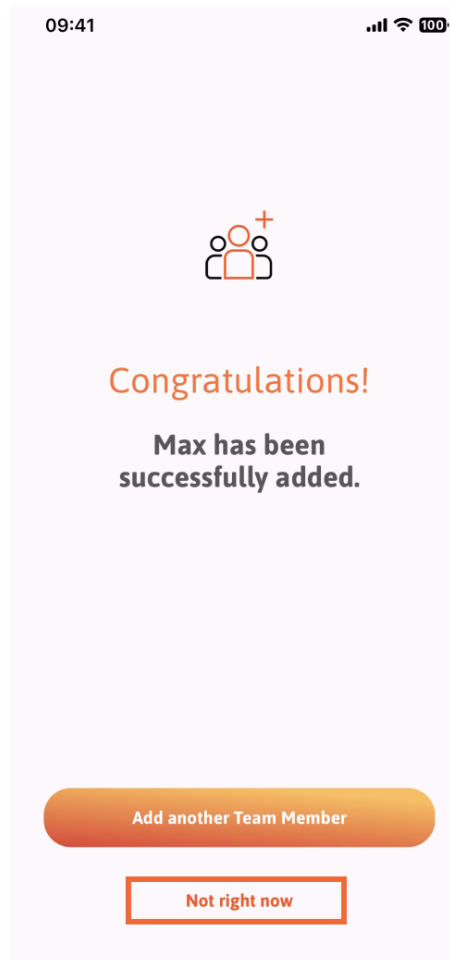 09:41
100
Congratulations!
Max has been
successfully added.
Add another Team Member
Not right now